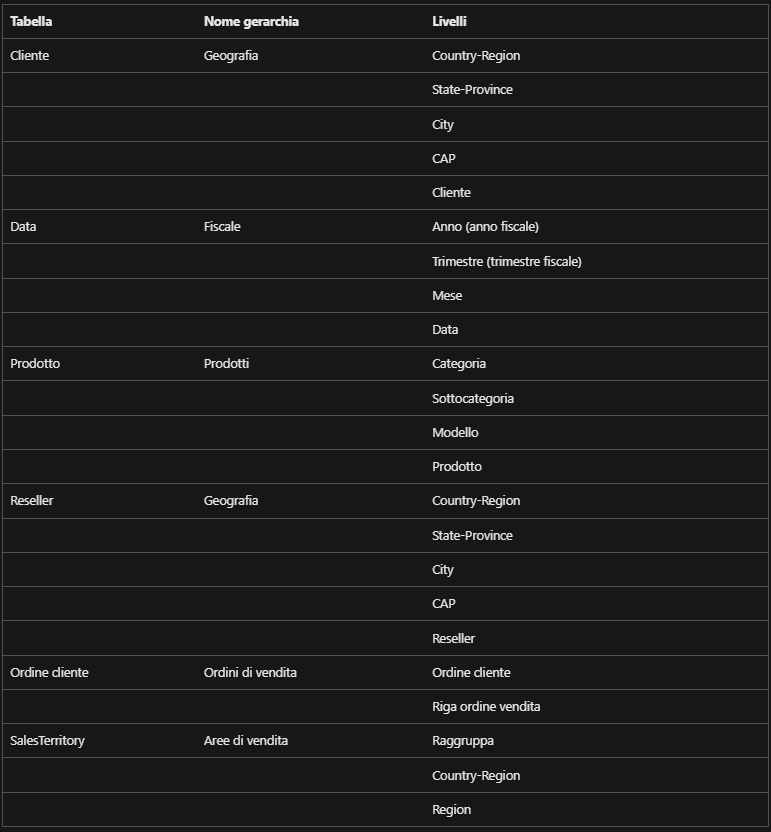 Tabella Nome gerarchia Livelli
Cliente Geografia Country-Region
State-Province
City
CAP
Cliente
Data Fiscale Anno (anno fiscale)
Trimestre (trimestre fiscale)
Mese
Data
Prodotto Prodotti Categoria
Sottocategoria
Modello
Prodotto
Reseller Geografia Country-Region
State-Province
City
CAP
Reseller
Ordine cliente Ordini di vendita Ordine cliente
Riga ordine vendita
SalesTerritory Aree di vendita Raggruppa
Country-Region
Region